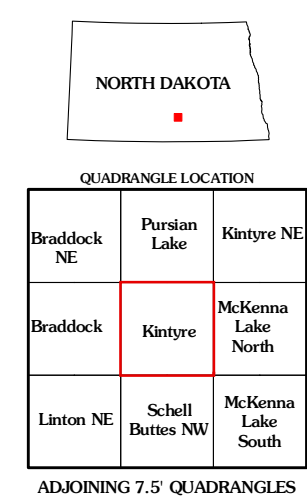 NORTH DAKOTA
QUADRANGLE LOCATION
Braddock
NE
Pursian
Lake
Kintyre NE
Braddock
Kintyre
McKenna
Lake
North
Linton NE
Schell
Buttes NW
McKenna
Lake
South
ADJOINING 7.5' QUADRANGLES